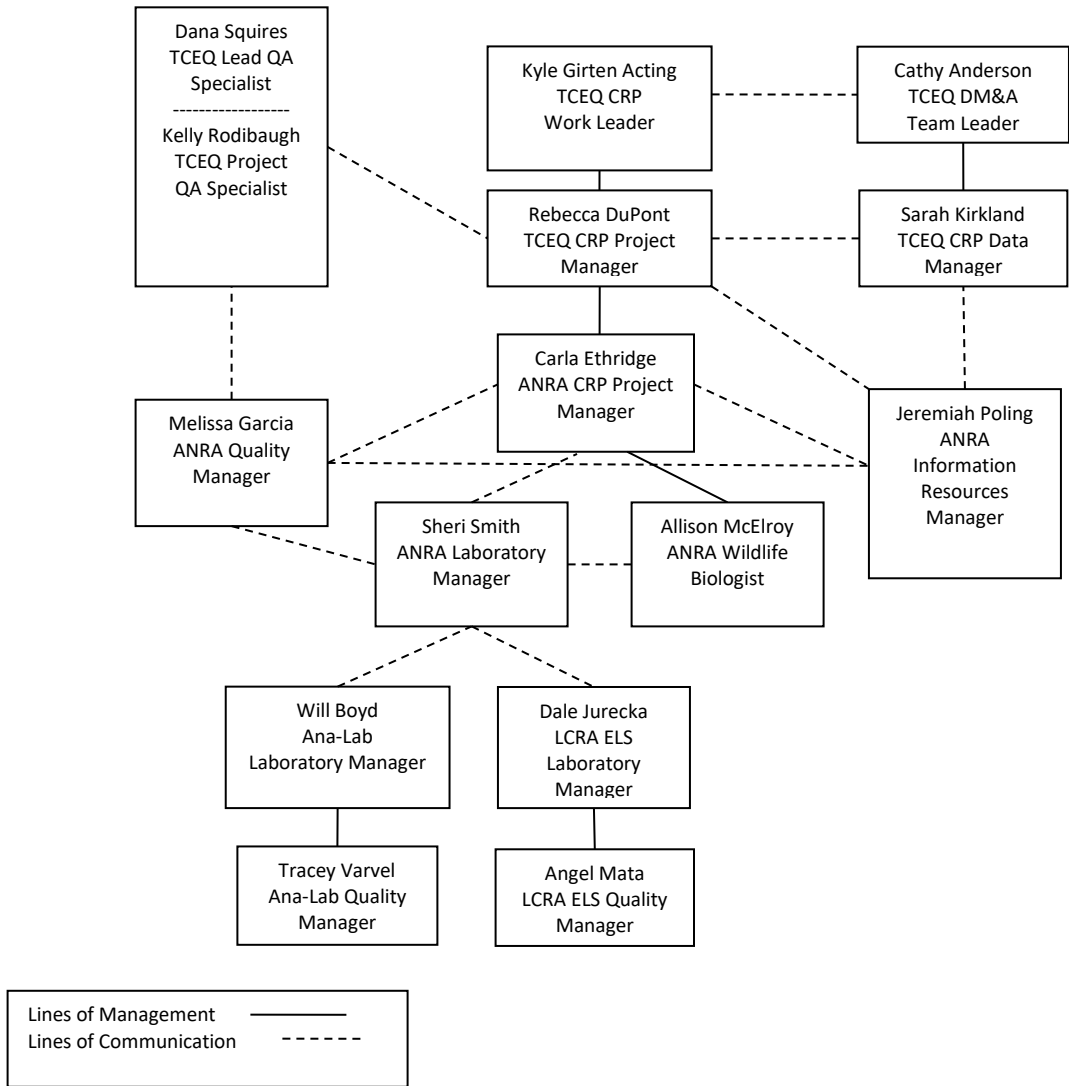 Dana Squires
TCEQ Lead QA
Specialist
------------------
Kelly Rodibaugh
TCEQ Project
QA Specialist
Kyle Girten Acting
TCEQ CRP
Work Leader
Cathy Anderson
TCEQ DM&A
Team Leader
Rebecca DuPont
TCEQ CRP Project
Manager
Sarah Kirkland
TCEQ CRP Data
Manager
Carla Ethridge
ANRA CRP Project
Manager
Melissa Garcia
ANRA Quality
Manager
Jeremiah Poling
ANRA
Information
Resources
Manager
Sheri Smith
ANRA Laboratory
Manager
Allison McElroy
ANRA Wildlife
Biologist
Will Boyd
Ana-Lab
Laboratory Manager
Dale Jurecka
LCRA ELS
Laboratory
Manager
Tracey Varvel
Ana-Lab Quality
Manager
Angel Mata
LCRA ELS Quality
Manager
Lines of Management
Lines of Communication